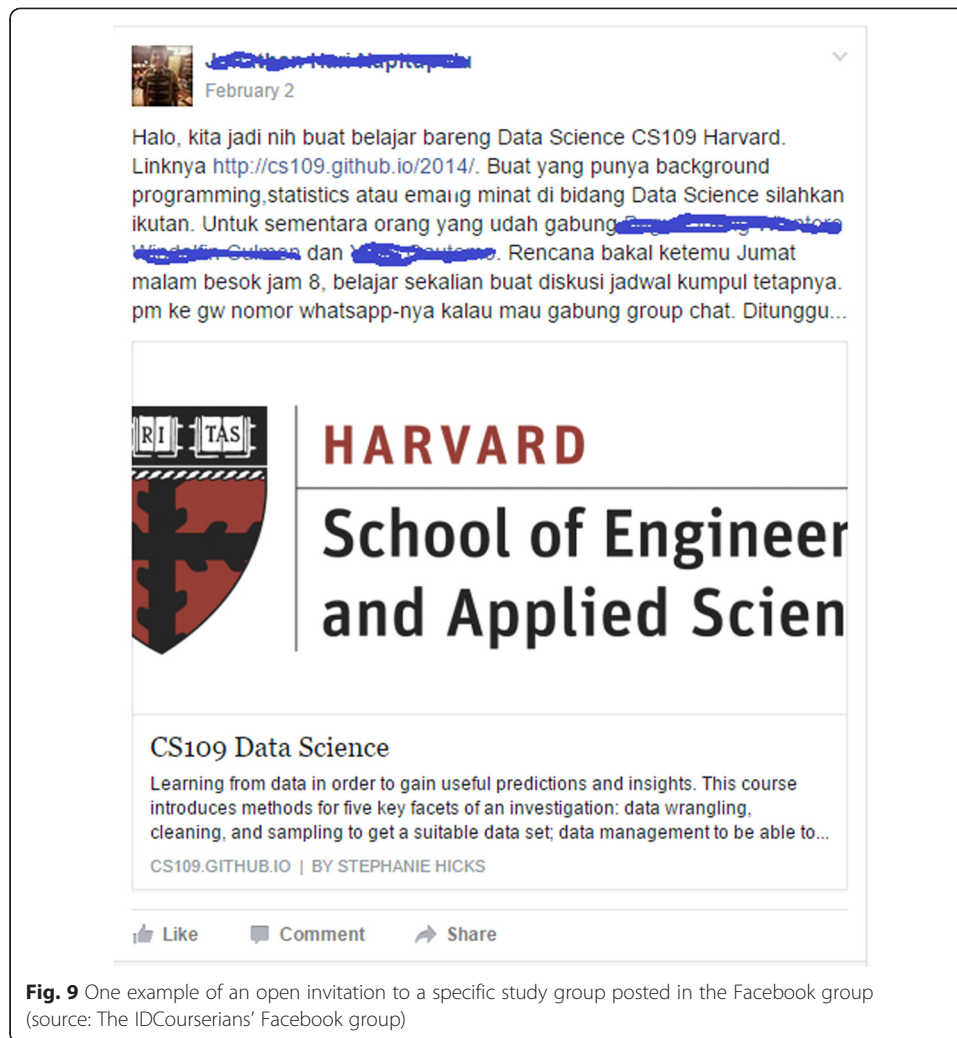 February 2
Halo, kita jadi nih buat belajar bareng Data Science CS109 Harvard.
Linknya http://cs109.github.io/2014/. Buat yang punya background
programming,statistics atau emang minat di bidang Data Science silahkan
ikutan. Untuk sementara orang yang udah gabung
dan . Rencana bakal ketemu Jumat
malam besok jam 8, belajar sekalian buat diskusi jadwal kumpul tetapnya.
pm ke gw nomor whatsapp-nya kalau mau gabung group chat. Ditunggu...
RI TAS
HARVARD
School of Engineer
and Applied Scien
CS109 Data Science
Learning from data in order to gain useful predictions and insights. This course
introduces methods for five key facets of an investigation: data wrangling,
cleaning, and sampling to get a suitable data set; data management to be able to...
CS109.GITHUB.IO | BY STEPHANIE HICKS
Like Comment Share
Fig. 9 One example of an open invitation to a specific study group posted in the Facebook group
(source: The IDCourserians’ Facebook group)